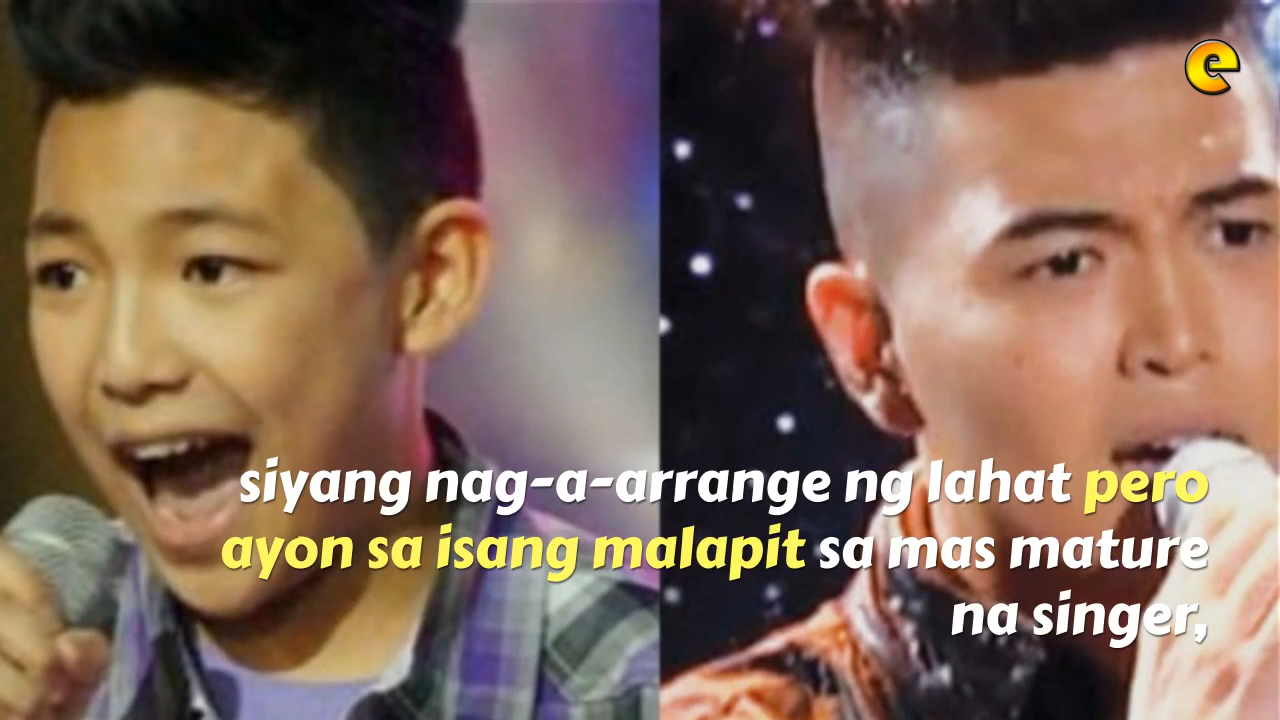 e
siyang nag-a-arrange ng lahat pero
ayon sa isang malapit sa mas mature
na singer,